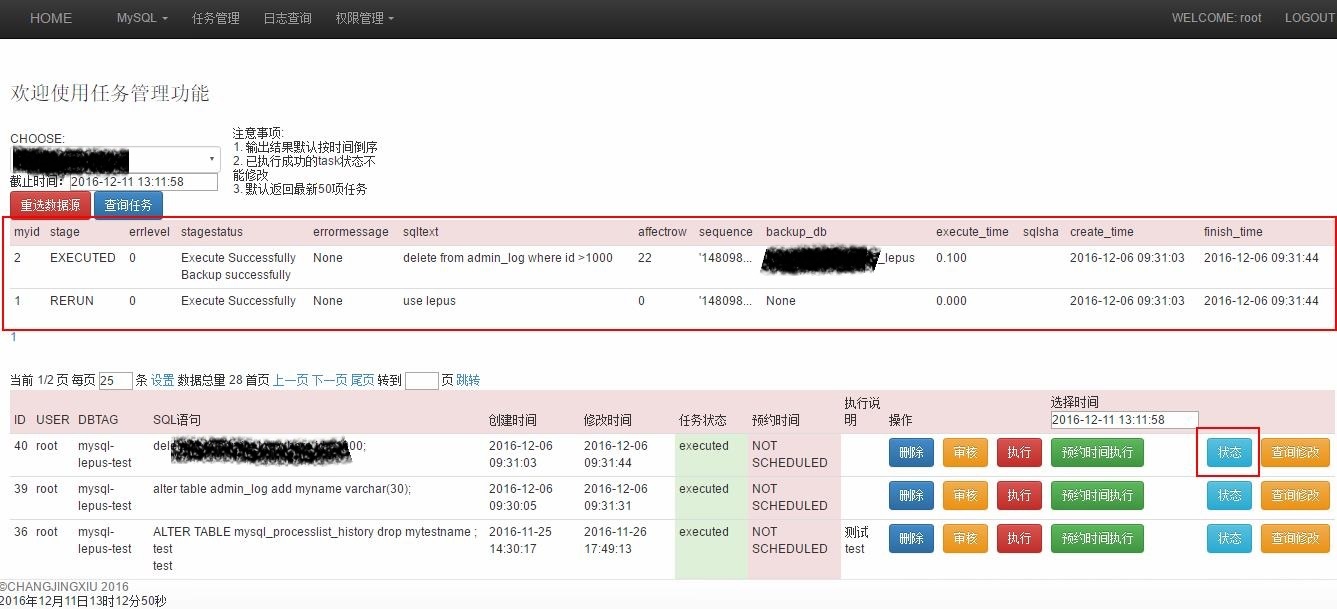 HOME MySQL 任务管理 日志查询 权限管理 WELCOME: root LOGOUT
欢迎使用任务管理功能
CHOOSE:
注意事项:
1. 输出结果默认按时间倒序
2. 已执行成功的task状态不
能修改
3. 默认返回最新50项任务
截止时间: 2016-12-11 13:11:58
重选数据源 查询任务
myid stage errlevel stagestatus errormessage sqltext affectrow sequence backup_db execute_time sqlsha create_time finish_time
2 EXECUTED 0 Execute Successfully None delete from admin_log where id >1000 22 '148098... _lepus 0.100 2016-12-06 09:31:03 2016-12-06 09:31:44
Backup successfully
1 RERUN 0 Execute Successfully None use lepus 0 '148098... None 0.000 2016-12-06 09:31:03 2016-12-06 09:31:44
1
当前 1/2 页 每页 25 条 设置 数据总量 28 首页 上一页 下一页 尾页 转到 页 跳转
ID USER DBTAG SQL语句 创建时间 修改时间 任务状态 预约时间 执行说 操作 选择时间
明 2016-12-11 13:11:58
40 root mysql- 2016-12-06 2016-12-06 executed NOT 删除 审核 执行 预约时间执行 状态 查询修改
lepus-test 09:31:03 09:31:44 SCHEDULED
39 root mysql- alter table admin_log add myname varchar(30); 2016-12-06 2016-12-06 executed NOT 删除 审核 执行 预约时间执行 状态 查询修改
lepus-test 09:30:05 09:31:31 SCHEDULED
36 root mysql- ALTER TABLE mysql_processlist_history drop mytestname ; 2016-11-25 2016-11-26 executed NOT 测试 删除 审核 执行 预约时间执行 状态 查询修改
lepus-test test 14:30:17 17:49:13 SCHEDULED test
test
©CHANGJINGXIU 2016
2016年12月11日13时12分50秒